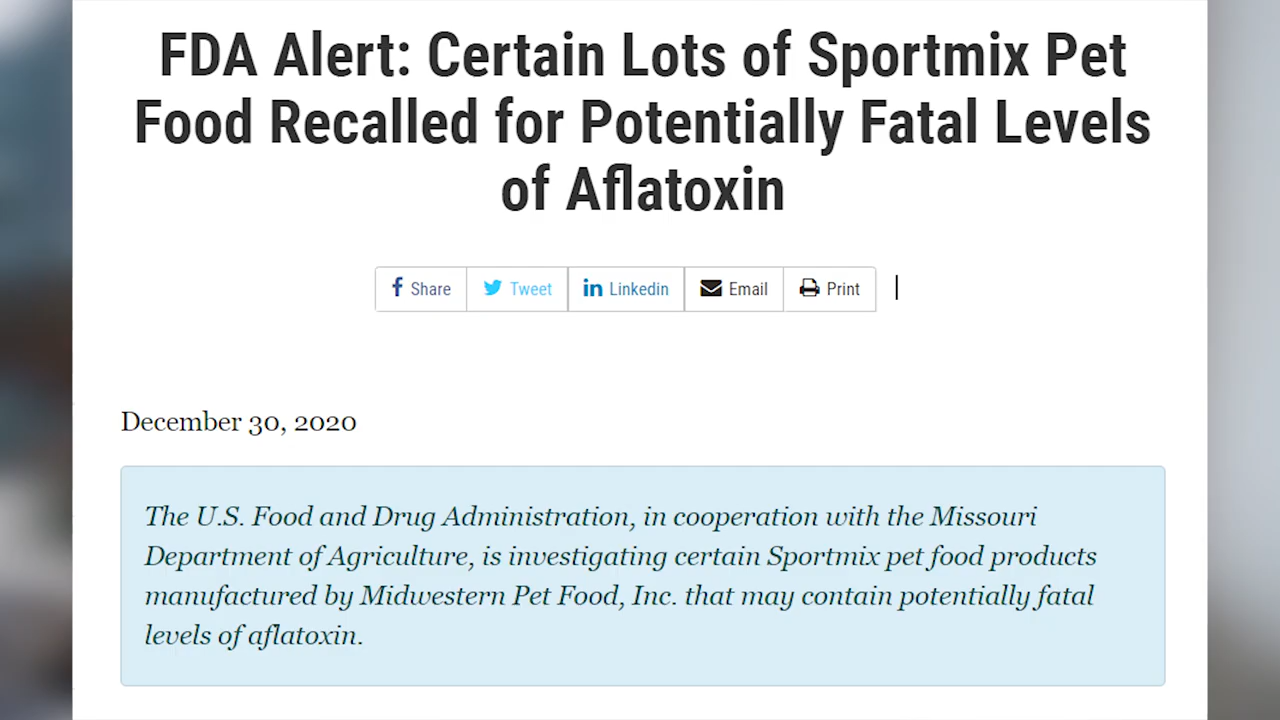 FDA Alert: Certain Lots of Sportmix Pet
Food Recalled for Potentially Fatal Levels
of Aflatoxin
Share Tweet Linkedin Email Print
December 30, 2020
The U.S. Food and Drug Administration, in cooperation with the Missouri
Department of Agriculture, is investigating certain Sportmix pet food products
manufactured by Midwestern Pet Food, Inc. that may contain potentially fatal
levels of aflatoxin.